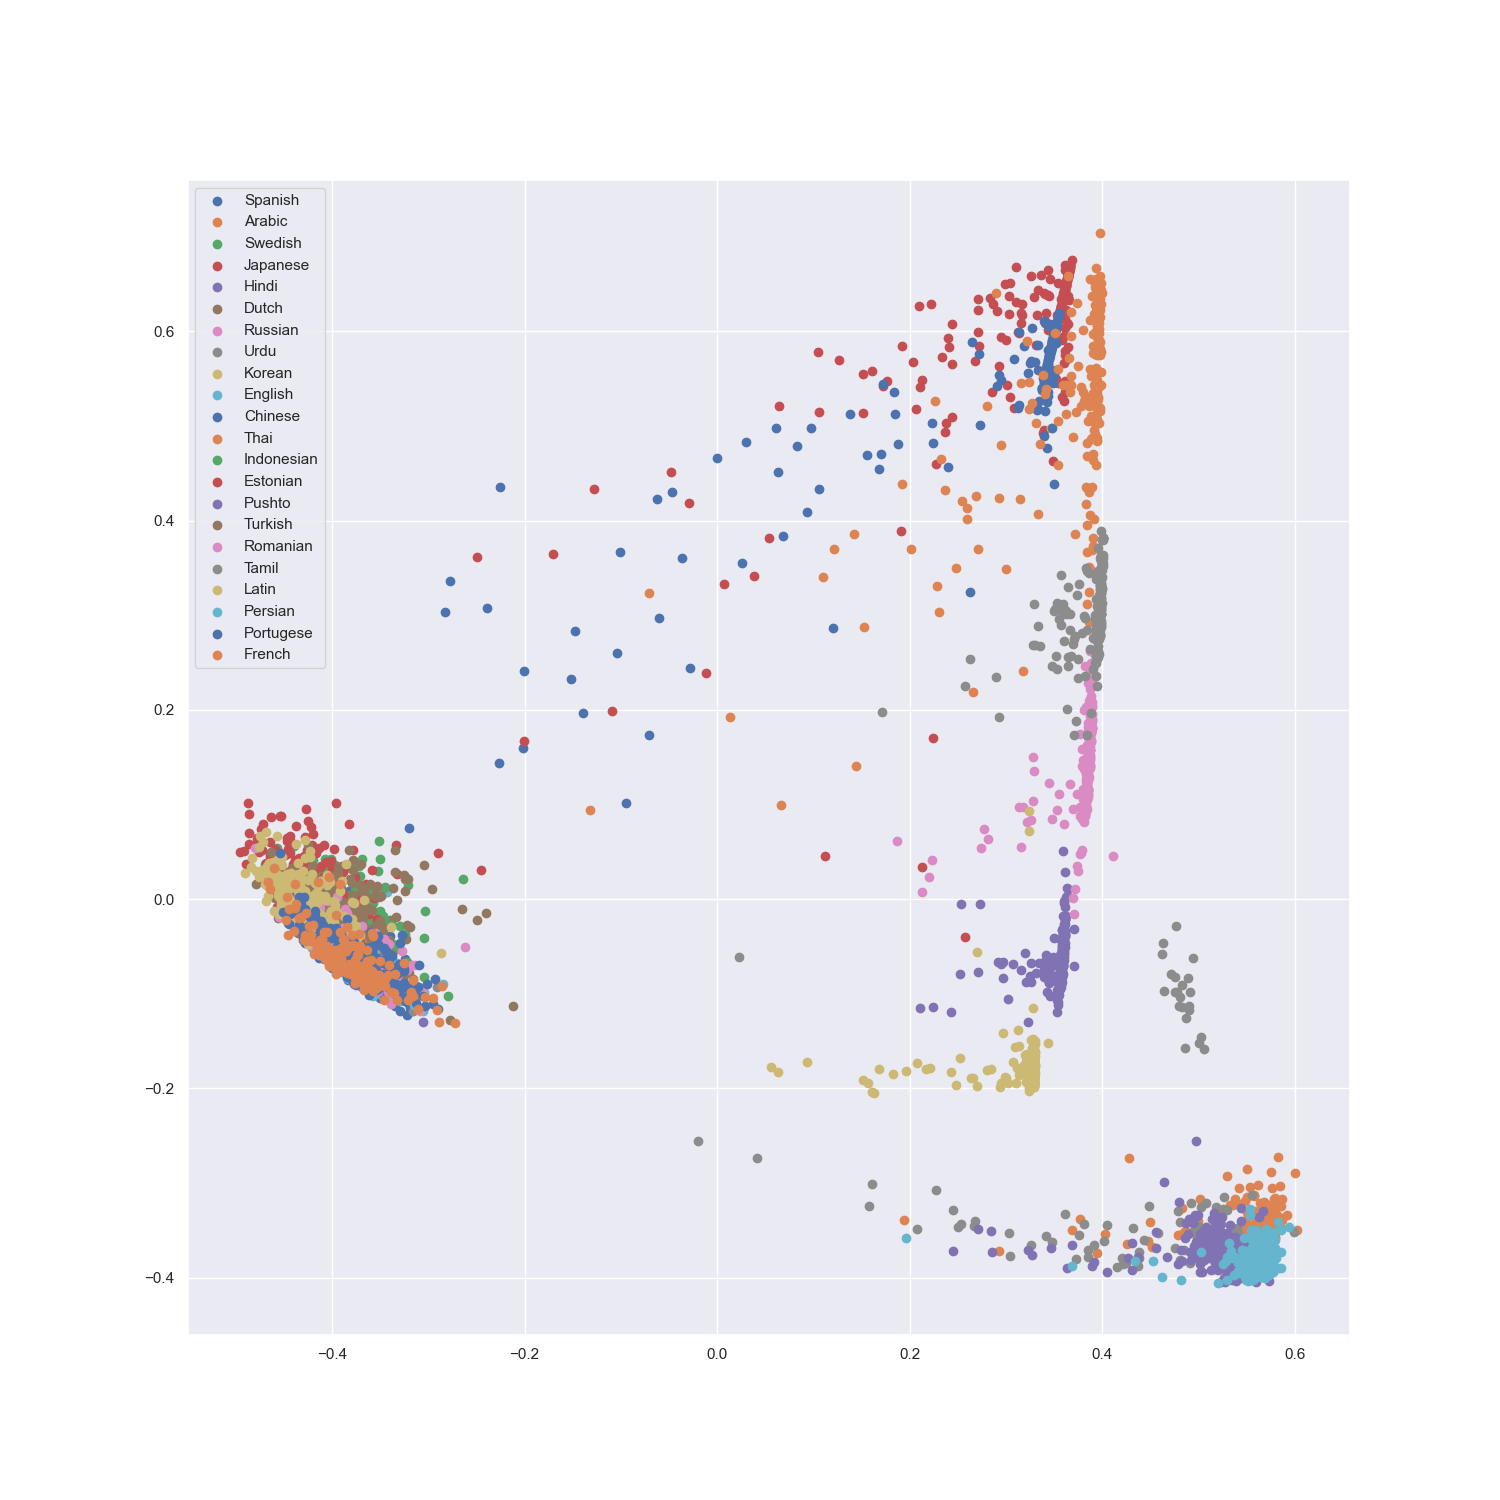 Spanish
Arabic
Swedish
Japanese
Hindi
Dutch
Russian
Urdu
Korean
English
Chinese
Thai
Indonesian
Estonian
Pushto
Turkish
Romanian
Tamil
Latin
Persian
Portugese
French
0.6
0.4
0.2
0.0
−0.2
−0.4
−0.4
−0.2
0.0
0.2
0.4
0.6